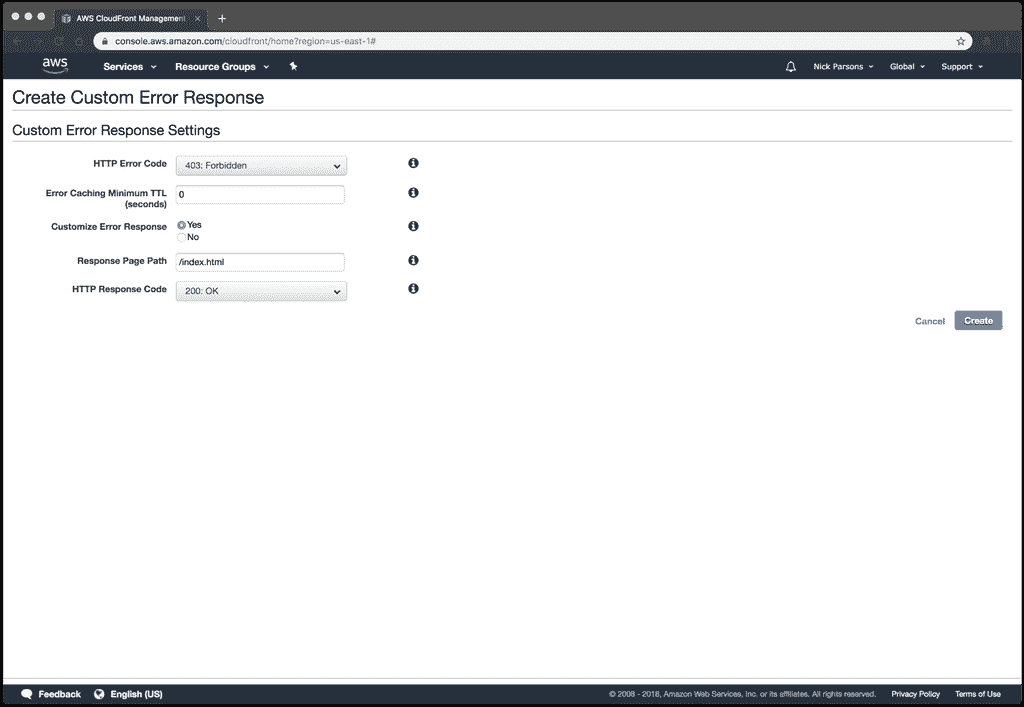 AWS CloudFront Management
console.aws.amazon.com/cloudfront/home?region=us-east-1#
aws Services Resource Groups Nick Parsons Global Support
Create Custom Error Response
Custom Error Response Settings
HTTP Error Code 403: Forbidden
Error Caching Minimum TTL 0
(seconds)
Customize Error Response Yes
No
Response Page Path /index.html
HTTP Response Code 200: OK
Cancel Create
Feedback English (US) © 2008 - 2018, Amazon Web Services, Inc. or its affiliates. All rights reserved. Privacy Policy Terms of Use